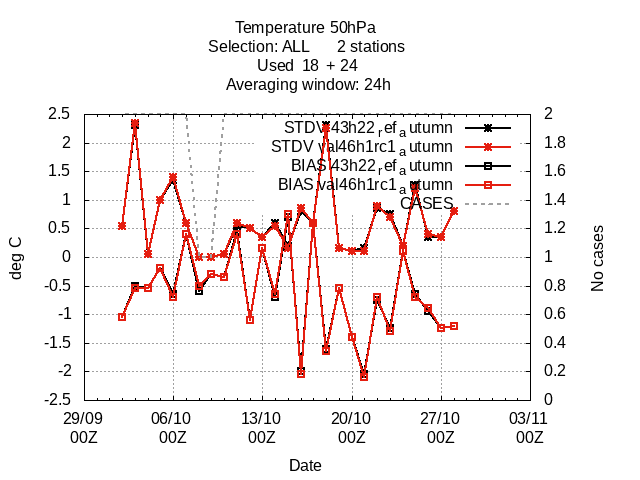 Temperature 50hPa
Selection: ALL 2 stations
Used 18 + 24
Averaging window: 24h
STDV 43h22ref_autumn
STDV val46h1rc1_autumn
BIAS 43h22ref_autumn
BIAS val46h1rc1_autumn
CASES
2.5
2
1.5
1
0.5
0
-0.5
-1
-1.5
-2
-2.5
deg C
2
1.8
1.6
1.4
1.2
1
0.8
0.6
0.4
0.2
0
No cases
29/09 06/10 13/10 20/10 27/10 03/11
00Z 00Z 00Z 00Z 00Z 00Z
Date